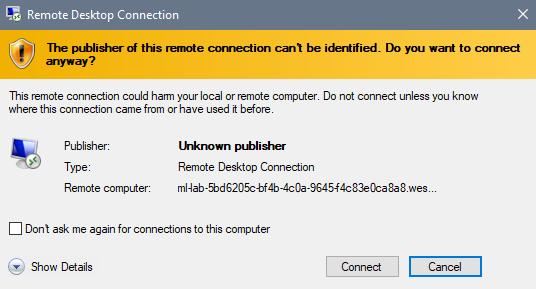 Remote Desktop Connection
The publisher of this remote connection can't be identified. Do you want to connect
anyway?
This remote connection could harm your local or remote computer. Do not connect unless you know
where this connection came from or have used it before.
Publisher: Unknown publisher
Type: Remote Desktop Connection
Remote computer: ml-lab-5bd6205c-bf4b-4c0a-9645-f4c83e0ca8a8.wes...
Don't ask me again for connections to this computer
Show Details
Connect
Cancel